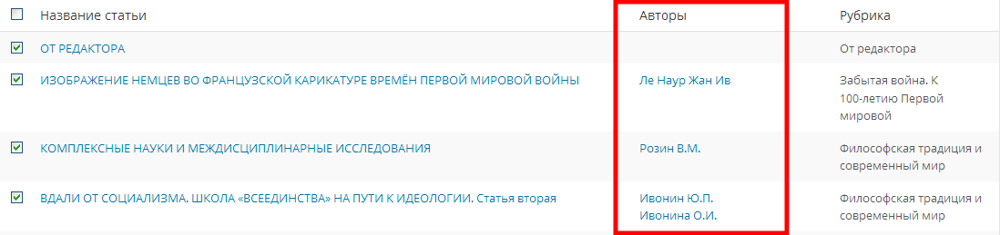 Название статьи Авторы Рубрика
ОТ РЕДАКТОРА От редактора
ИЗОБРАЖЕНИЕ НЕМЦЕВ ВО ФРАНЦУЗСКОЙ КАРИКАТУРЕ ВРЕМЁН ПЕРВОЙ МИРОВОЙ ВОЙНЫ Ле Наур Жан Ив Забытая война. К
100-летию Первой
мировой
КОМПЛЕКСНЫЕ НАУКИ И МЕЖДИСЦИПЛИНАРНЫЕ ИССЛЕДОВАНИЯ Розин В.М. Философская традиция и
современный мир
ВДАЛИ ОТ СОЦИАЛИЗМА. ШКОЛА «ВСЕЕДИНСТВА» НА ПУТИ К ИДЕОЛОГИИ. Статья вторая Ивонин Ю.П. Философская традиция и
Ивонина О.И. современный мир